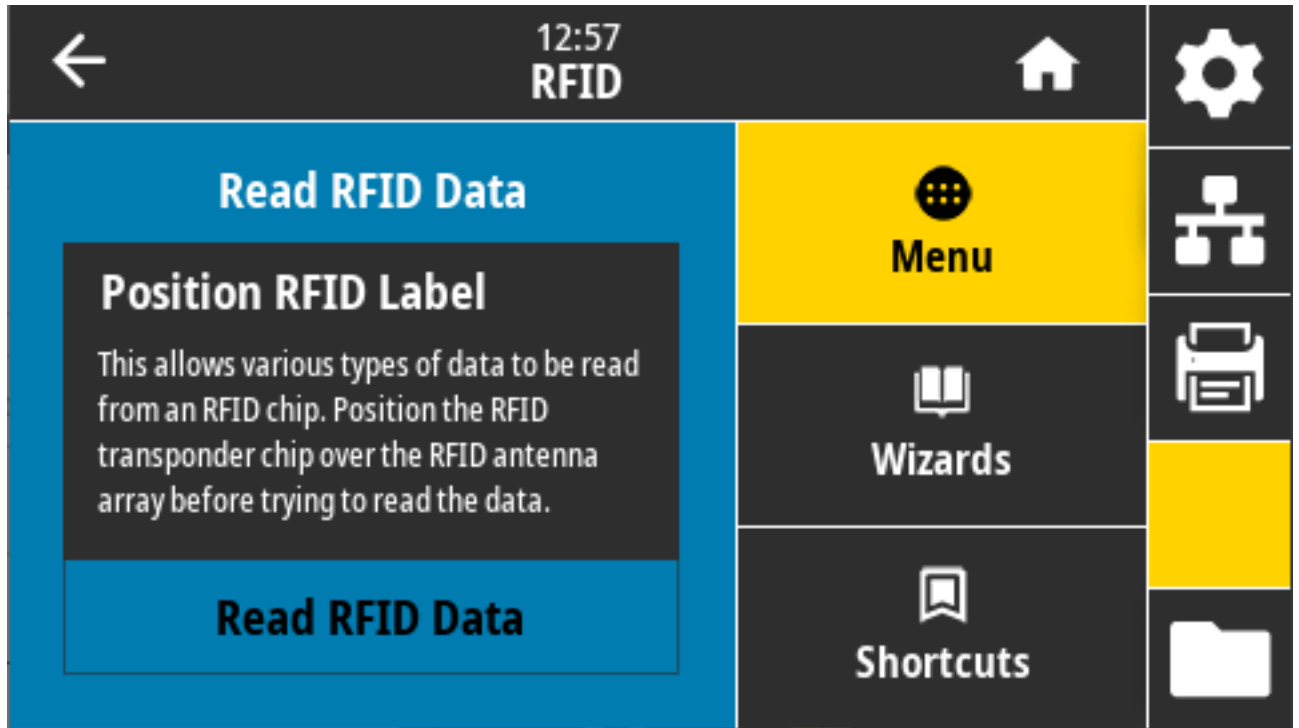 12:57
RFID
Read RFID Data
Position RFID Label
This allows various types of data to be read
from an RFID chip. Position the RFID
transponder chip over the RFID antenna
array before trying to read the data.
Read RFID Data
Menu
Wizards
Shortcuts